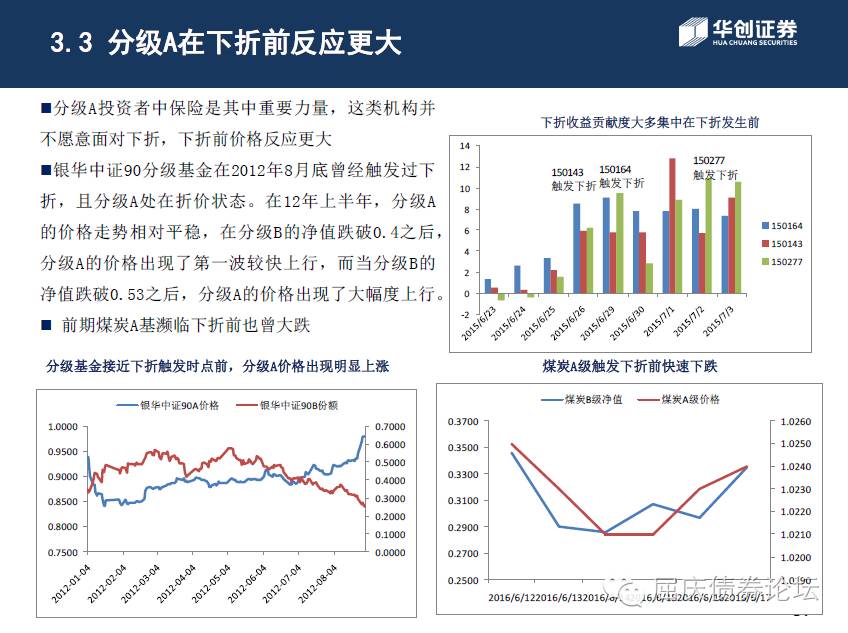 3.3 分级A在下折前反应更大
华创证券
HUA CHUANG SECURITIES
■分级A投资者中保险是其中重要力量，这类机构并
不愿意面对下折，下折前价格反应更大
■银华中证90分级基金在2012年8月底曾经触发过下
折，且分级A处在折价状态。在12年上半年，分级A
的价格走势相对平稳，在分级B的净值跌破0.4之后，
分级A的价格出现了第一波较快上行，而当分级B的
净值跌破0.53之后，分级A的价格出现了大幅度上行。
■ 前期煤炭A基濒临下折前也曾大跌
下折收益贡献度大多集中在下折发生前
14
12
10
8
6
4
2
0
-2
150143
触发下折
150164
触发下折
150277
触发下折
150164
150143
150277
2015/6/23
2015/6/24
2015/6/25
2015/6/26
2015/6/29
2015/6/30
2015/7/1
2015/7/2
2015/7/3
分级基金接近下折触发时点前，分级A价格出现明显上涨
银华中证90A价格
银华中证90B份额
1.0000
0.9500
0.9000
0.8500
0.8000
0.7500
0.7000
0.6000
0.5000
0.4000
0.3000
0.2000
0.1000
0.0000
2012-01-04
2012-02-04
2012-03-04
2012-04-04
2012-05-04
2012-06-04
2012-07-04
2012-08-04
煤炭A级触发下折前快速下跌
煤炭B级净值
煤炭A级价格
0.3700
0.3500
0.3300
0.3100
0.2900
0.2700
0.2500
1.0260
1.0250
1.0240
1.0230
1.0220
1.0210
1.0200
1.0190
2016/6/12
2016/6/13
屈庆债券论坛